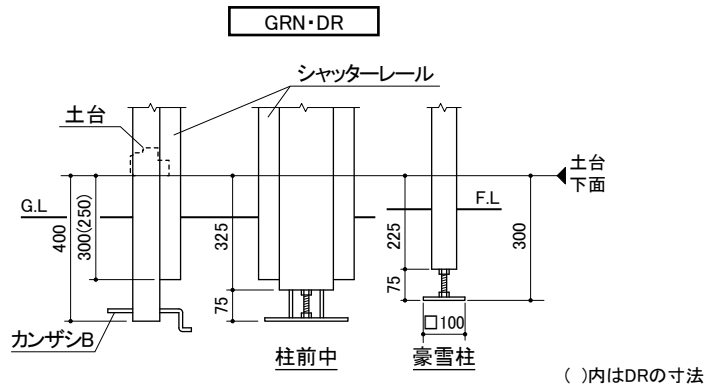 GRN・DR
シャッターレール
土台
土台
下面
G.L
F.L
400
300(250)
325
75
225
75
300
□100
カンザシB
柱前中
豪雪柱
( )内はDRの寸法